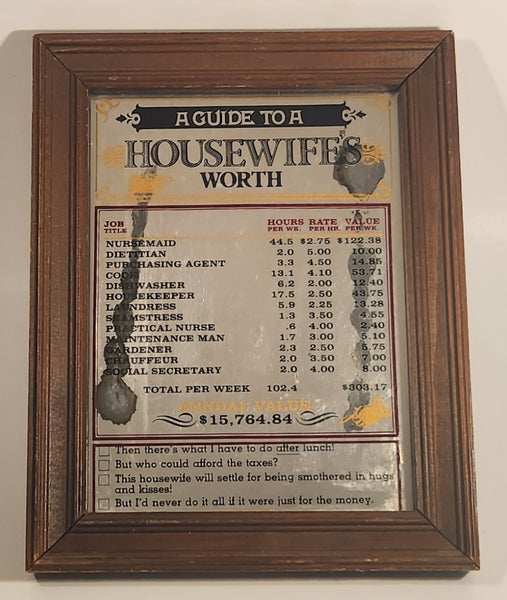 A GUIDE TO A
HOUSEWIFE'S
WORTH
JOB TITLE HOURS PER WK. RATE PER HR. VALUE PER WK.
NURSEMAID 44.5 $2.75 $122.38
DIETITIAN 2.0 5.00 10.00
PURCHASING AGENT 3.3 4.50 14.85
COOK 13.1 4.10 53.71
DISHWASHER 6.2 2.00 12.40
HOUSEKEEPER 17.5 2.50 43.75
LAUNDRESS 5.9 2.25 13.28
SEAMSTRESS 1.3 3.50 4.55
PRACTICAL NURSE .6 4.00 2.40
MAINTENANCE MAN 1.7 3.00 5.10
GARDENER 2.3 2.50 5.75
CHAUFFEUR 2.0 3.50 7.00
SOCIAL SECRETARY 2.0 4.00 8.00
TOTAL PER WEEK 102.4 $303.17
ANNUAL VALUE
$15,764.84
Then there's what I have to do after lunch!
But who could afford the taxes?
This housewife will settle for being smothered in hugs
and kisses!
But I'd never do it all if it were just for the money.